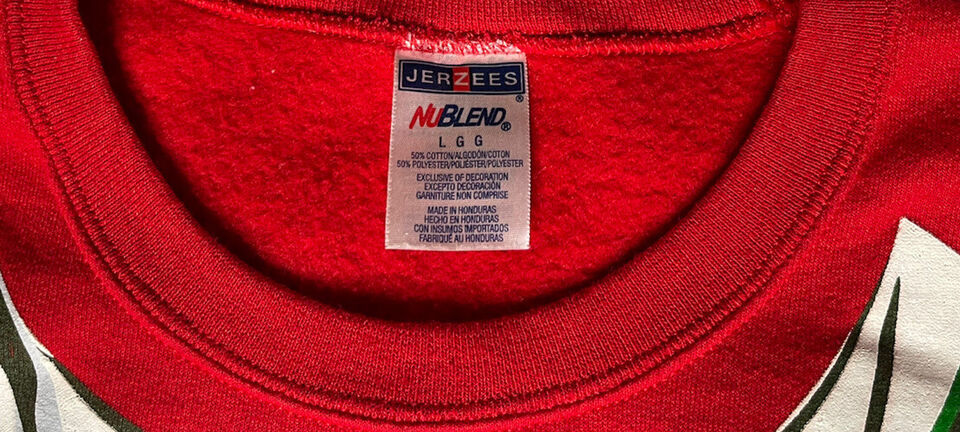 JERZEES®
NUBLEND®
L G G
50% COTTON/ALGODÓN/COTON
50% POLYESTER/POLIÉSTER/POLYESTER
EXCLUSIVE OF DECORATION
EXCEPTO DECORACIÓN
GARNITURE NON COMPRISE
MADE IN HONDURAS
HECHO EN HONDURAS
CON INSUMOS IMPORTADOS
FABRIQUÉ AU HONDURAS